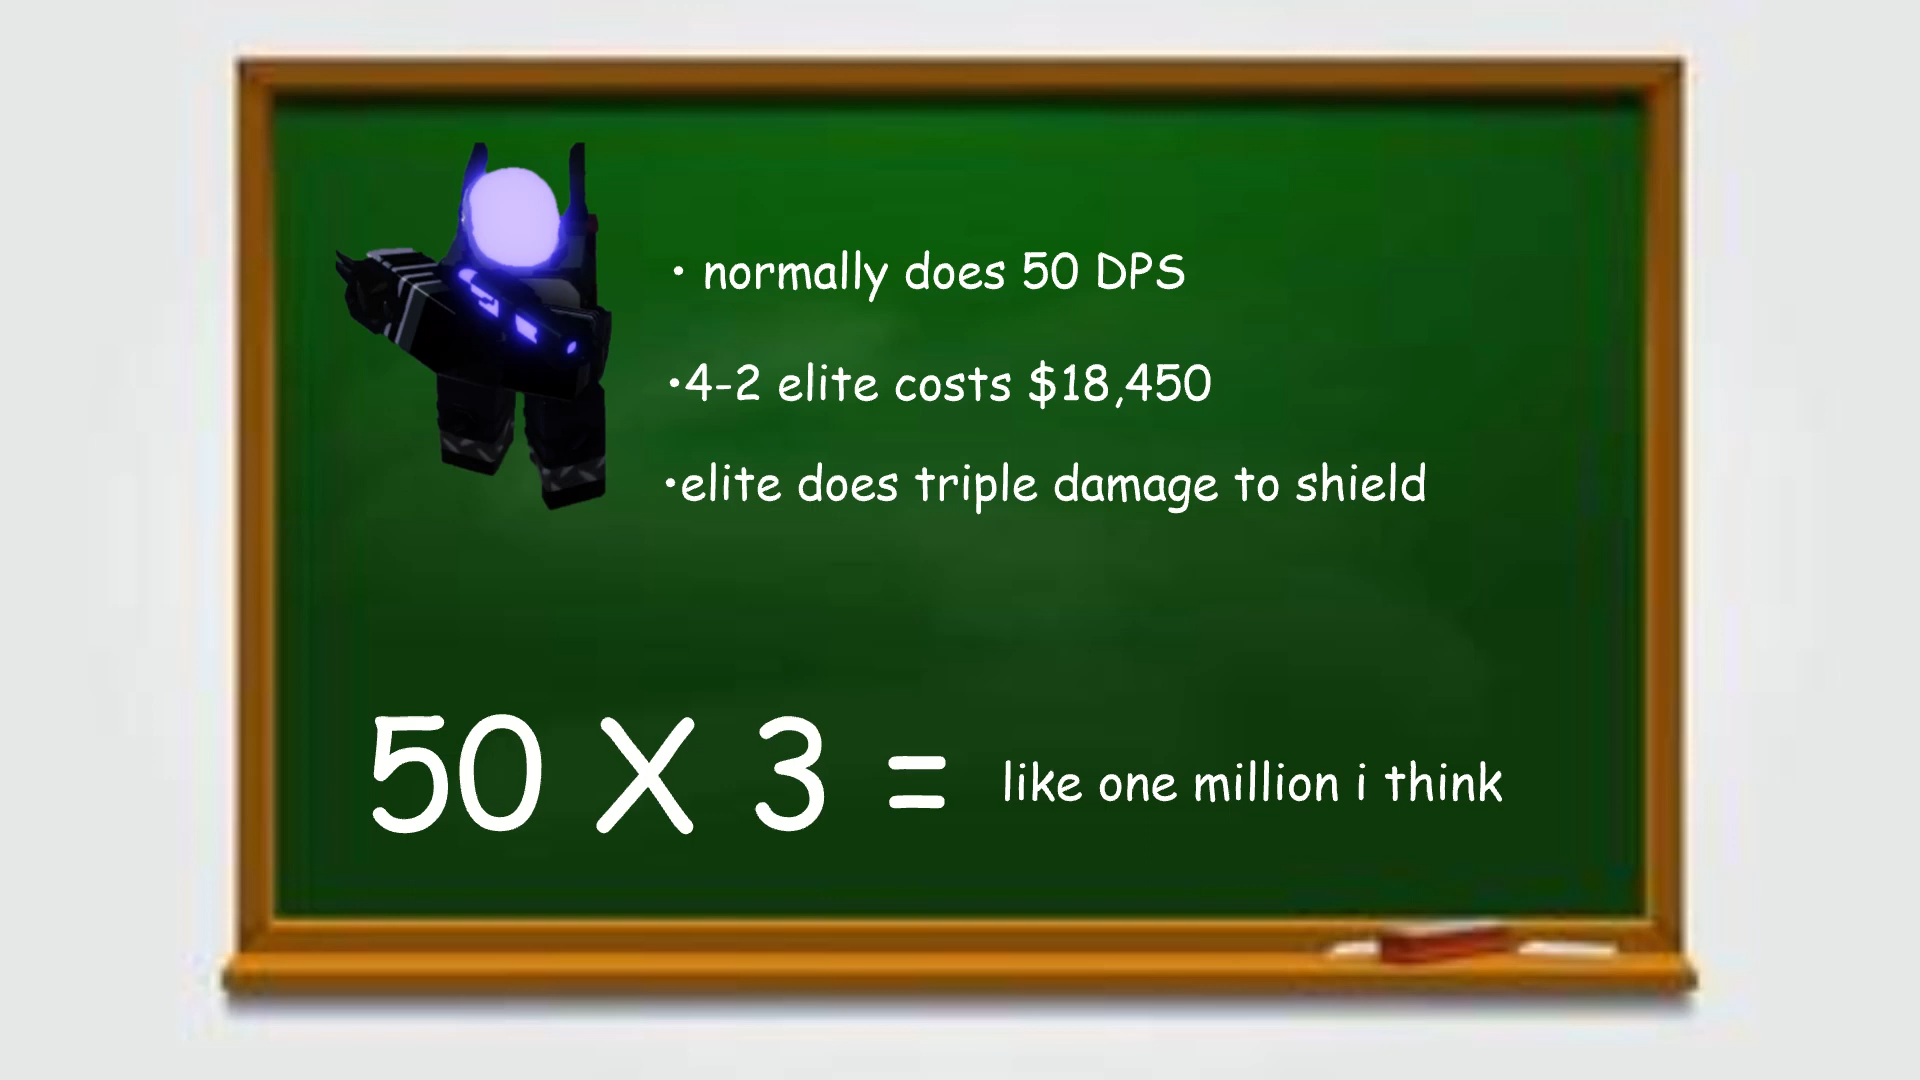 • normally does 50 DPS
•4-2 elite costs $18,450
•elite does triple damage to shield
50 X 3 = like one million i think